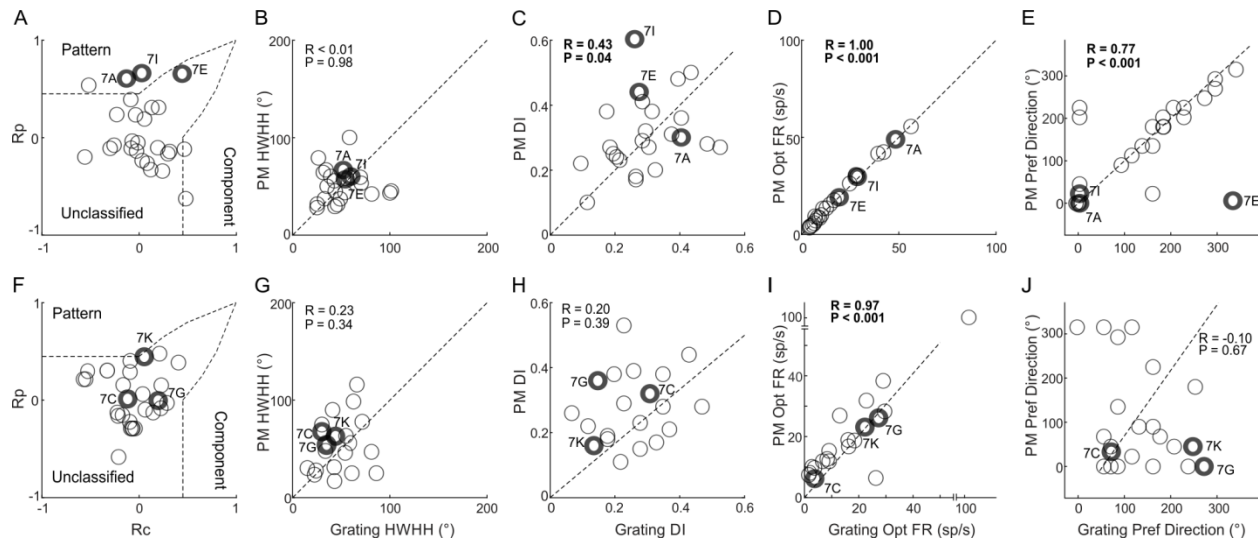 A
Pattern
7A
7I
7E
Unclassified
Component
Rp
1
0
-1
-1
0
1
B
R < 0.01
P = 0.98
7A
7I
7E
PM HWHH (°)
200
100
0
0
100
200
C
R = 0.43
P = 0.04
7I
7E
7A
PM DI
0.6
0.4
0.2
0
0
0.2
0.4
0.6
D
R = 1.00
P < 0.001
7A
7I
7E
PM Opt FR (sp/s)
100
50
0
0
50
100
E
R = 0.77
P < 0.001
7I
7A
7E
PM Pref Direction (°)
300
200
100
0
0
100
200
300
F
Pattern
7K
7C
7G
Unclassified
Component
Rp
1
0
-1
-1
0
1
Rc
G
R = 0.23
P = 0.34
7C
7K
7G
PM HWHH (°)
200
100
0
0
100
200
Grating HWHH (°)
H
R = 0.20
P = 0.39
7G
7C
7K
PM DI
0.6
0.4
0.2
0
0
0.2
0.4
0.6
Grating DI
I
R = 0.97
P < 0.001
7G
7K
7C
PM Opt FR (sp/s)
100
60
40
20
0
0
20
40
100
Grating Opt FR (sp/s)
J
R = -0.10
P = 0.67
7C
7K
7G
PM Pref Direction (°)
300
200
100
0
0
100
200
300
Grating Pref Direction (°)